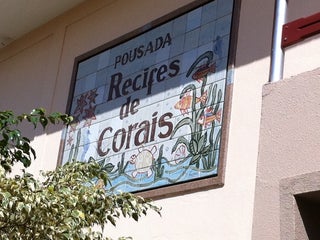 POUSADA
Recifes
de
Corais